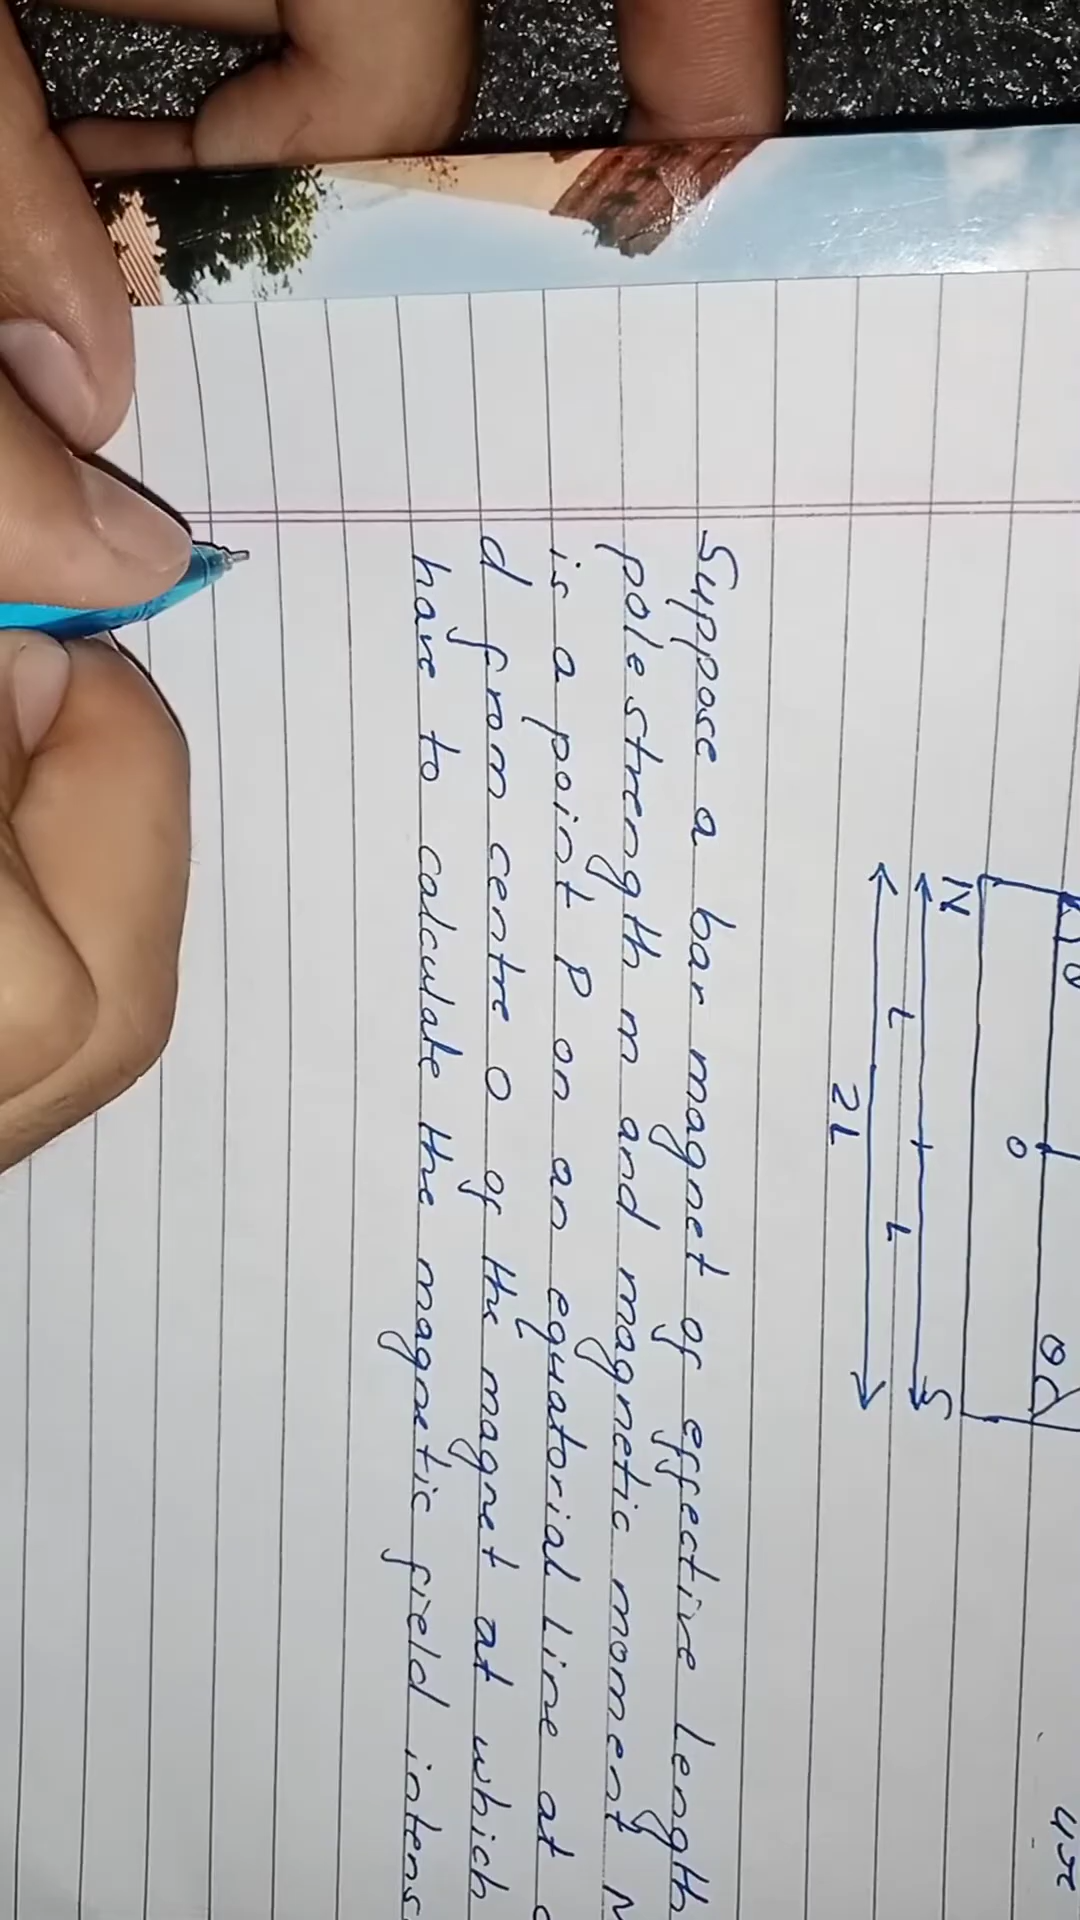 N
S
θ
O
θ
L
L
2L
Suppose a bar magnet of effective Length
pole strength m and magnetic moment
is a point P on an equatorial Line at
d from centre O of the magnet at which
have to calculate the magnetic field intens